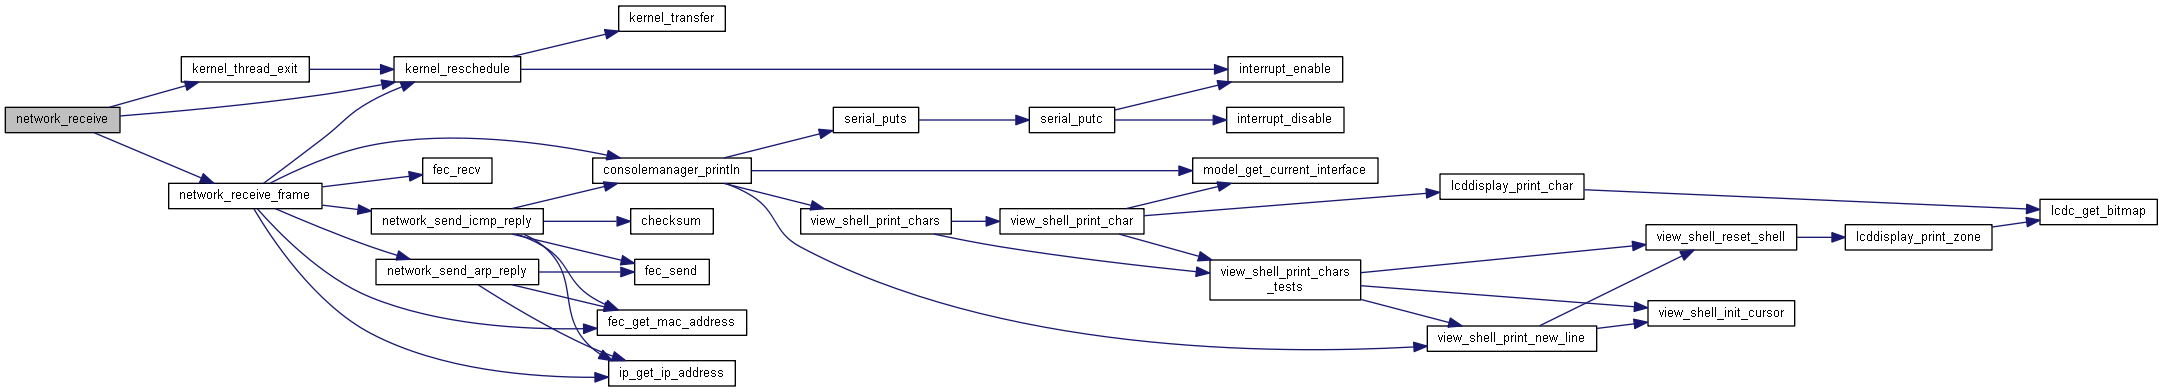 kernel_transfer
kernel_thread_exit
kernel_reschedule
interrupt_enable
network_receive
serial_puts
serial_putc
interrupt_disable
fec_recv
consolemanager_println
model_get_current_interface
lcddisplay_print_char
network_receive_frame
network_send_icmp_reply
checksum
view_shell_print_chars
view_shell_print_char
lcdc_get_bitmap
view_shell_reset_shell
lcddisplay_print_zone
network_send_arp_reply
fec_send
view_shell_print_chars
_tests
fec_get_mac_address
view_shell_init_cursor
view_shell_print_new_line
ip_get_ip_address